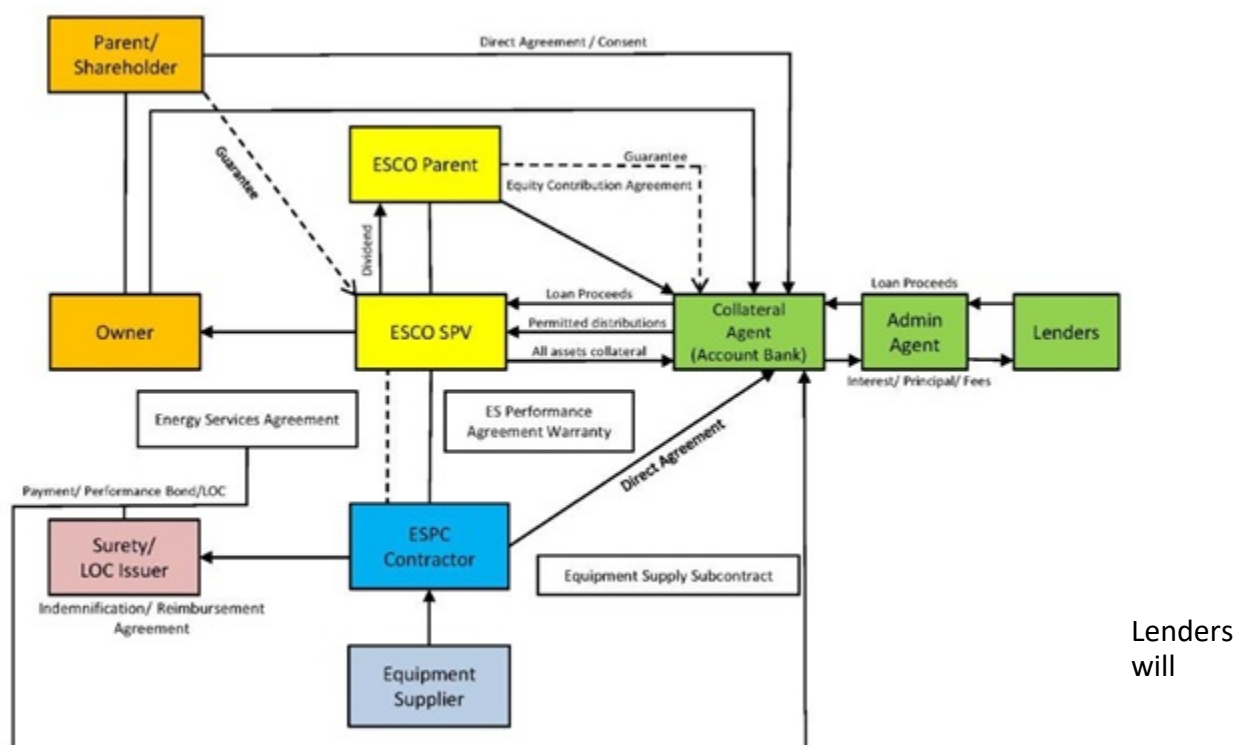 Parent/
Shareholder
Direct Agreement / Consent
Guarantee
ESCO Parent
Guarantee
Equity Contribution Agreement
Dividend
Owner
ESCO SPV
Loan Proceeds
Permitted distributions
All assets collateral
Collateral
Agent
(Account Bank)
Loan Proceeds
Admin
Agent
Lenders
Interest/ Principal/ Fees
Energy Services Agreement
ES Performance
Agreement Warranty
Direct Agreement
Payment/ Performance Bond/LOC
Surety/
LOC Issuer
ESPC
Contractor
Equipment Supply Subcontract
Indemnification/ Reimbursement
Agreement
Equipment
Supplier
Lenders
will